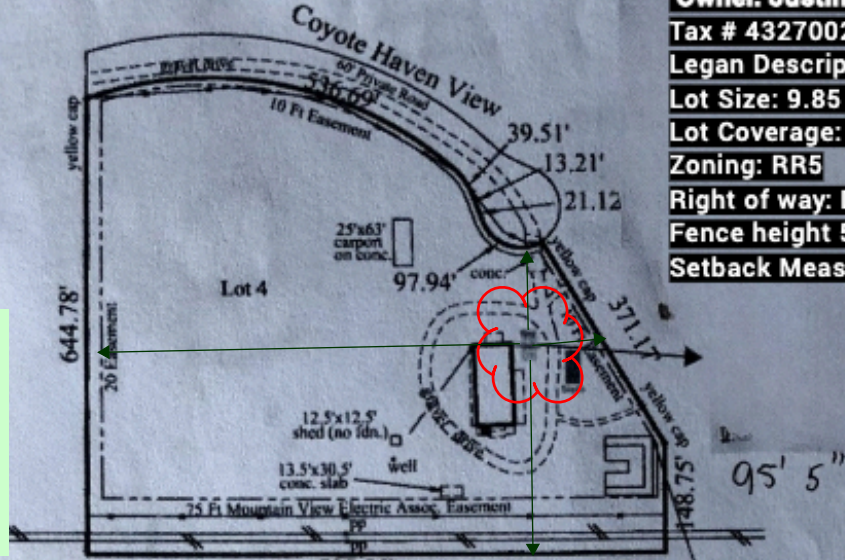 Owner: Justin
Tax # 4327002
Legan Descrip
Lot Size: 9.85
Lot Coverage:
Zoning: RR5
Right of way:
Fence height 5
Setback Meas
Coyote Haven View
60' Private Road
536.69'
10 Ft Easement
yellow cap
39.51'
13.21'
21.12
25'x63'
carport
on conc.
conc.
97.94'
yellow cap
Lot 4
371.17'
644.78'
20 Easement
Easement
yellow cap
12.5'x12.5'
shed (no fdn.)
well
13.5'x30.5'
conc. slab
75 Ft Mountain View Electric Assoc. Easement
PP
PP
148.75'
95' 5"